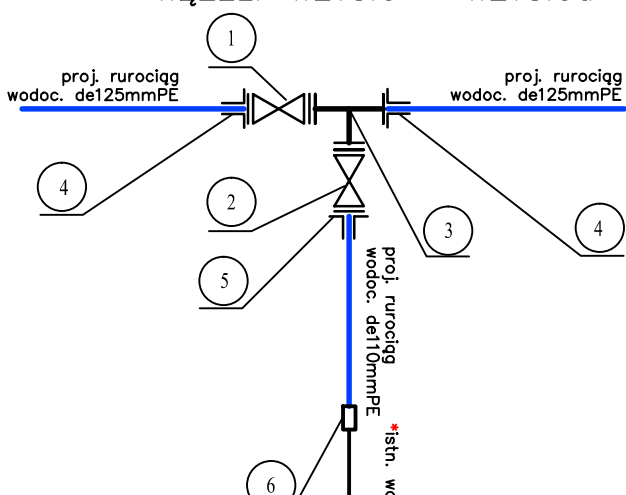 1
proj. rurociąg
wodoc. de125mmPE
proj. rurociąg
wodoc. de125mmPE
4
2
3
4
5
proj. rurociąg
wodoc. de110mmPE
*istn.
6